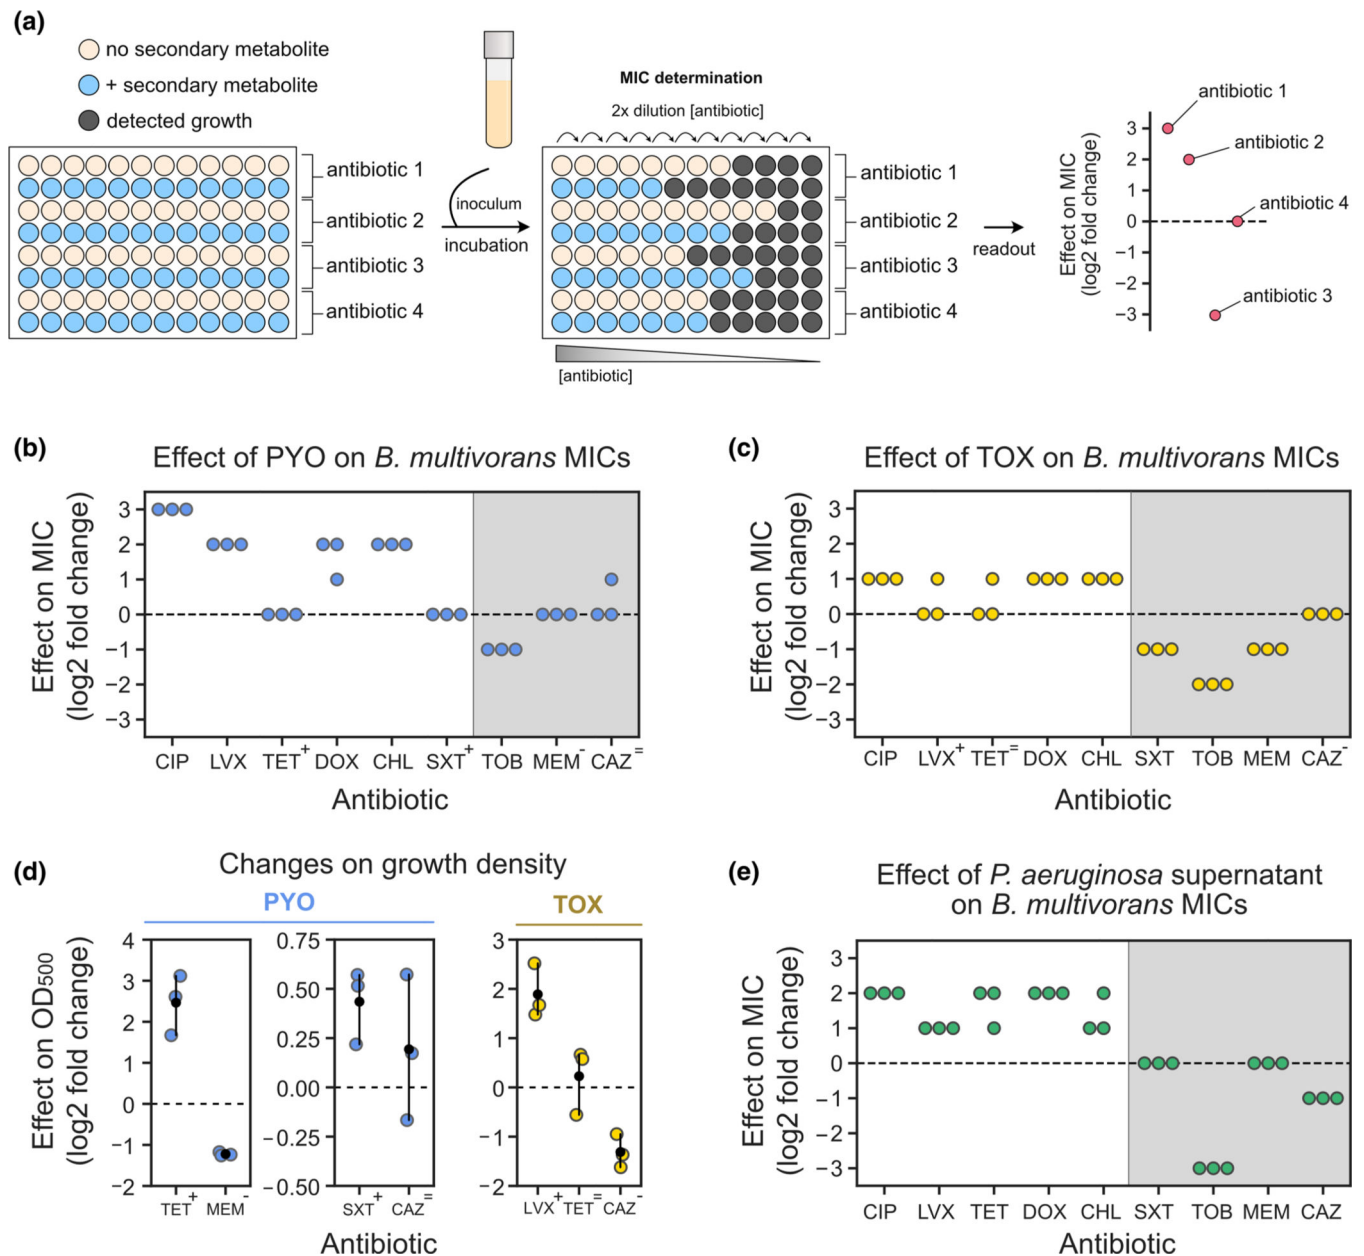 (a)
no secondary metabolite
+ secondary metabolite
detected growth
antibiotic 1
antibiotic 2
antibiotic 3
antibiotic 4
inoculum
incubation
MIC determination
2x dilution [antibiotic]
antibiotic 1
antibiotic 2
antibiotic 3
antibiotic 4
[antibiotic]
readout
Effect on MIC
(log2 fold change)
3
2
1
0
−1
−2
−3
antibiotic 1
antibiotic 2
antibiotic 4
antibiotic 3
(b)
Effect of PYO on B. multivorans MICs
Effect on MIC
(log2 fold change)
3
2
1
0
−1
−2
−3
CIP LVX TET+ DOX CHL SXT+ TOB MEM- CAZ=
Antibiotic
(c)
Effect of TOX on B. multivorans MICs
Effect on MIC
(log2 fold change)
3
2
1
0
−1
−2
−3
CIP LVX+ TET= DOX CHL SXT TOB MEM CAZ-
Antibiotic
(d)
Changes on growth density
PYO
TOX
Effect on OD500
(log2 fold change)
4
3
2
1
0
−1
−2
TET+ MEM-
0.75
0.50
0.25
0.00
−0.25
−0.50
SXT+ CAZ=
3
2
1
0
−1
−2
LVX+ TET= CAZ-
Antibiotic
(e)
Effect of P. aeruginosa supernatant
on B. multivorans MICs
Effect on MIC
(log2 fold change)
3
2
1
0
−1
−2
−3
CIP LVX TET DOX CHL SXT TOB MEM CAZ
Antibiotic